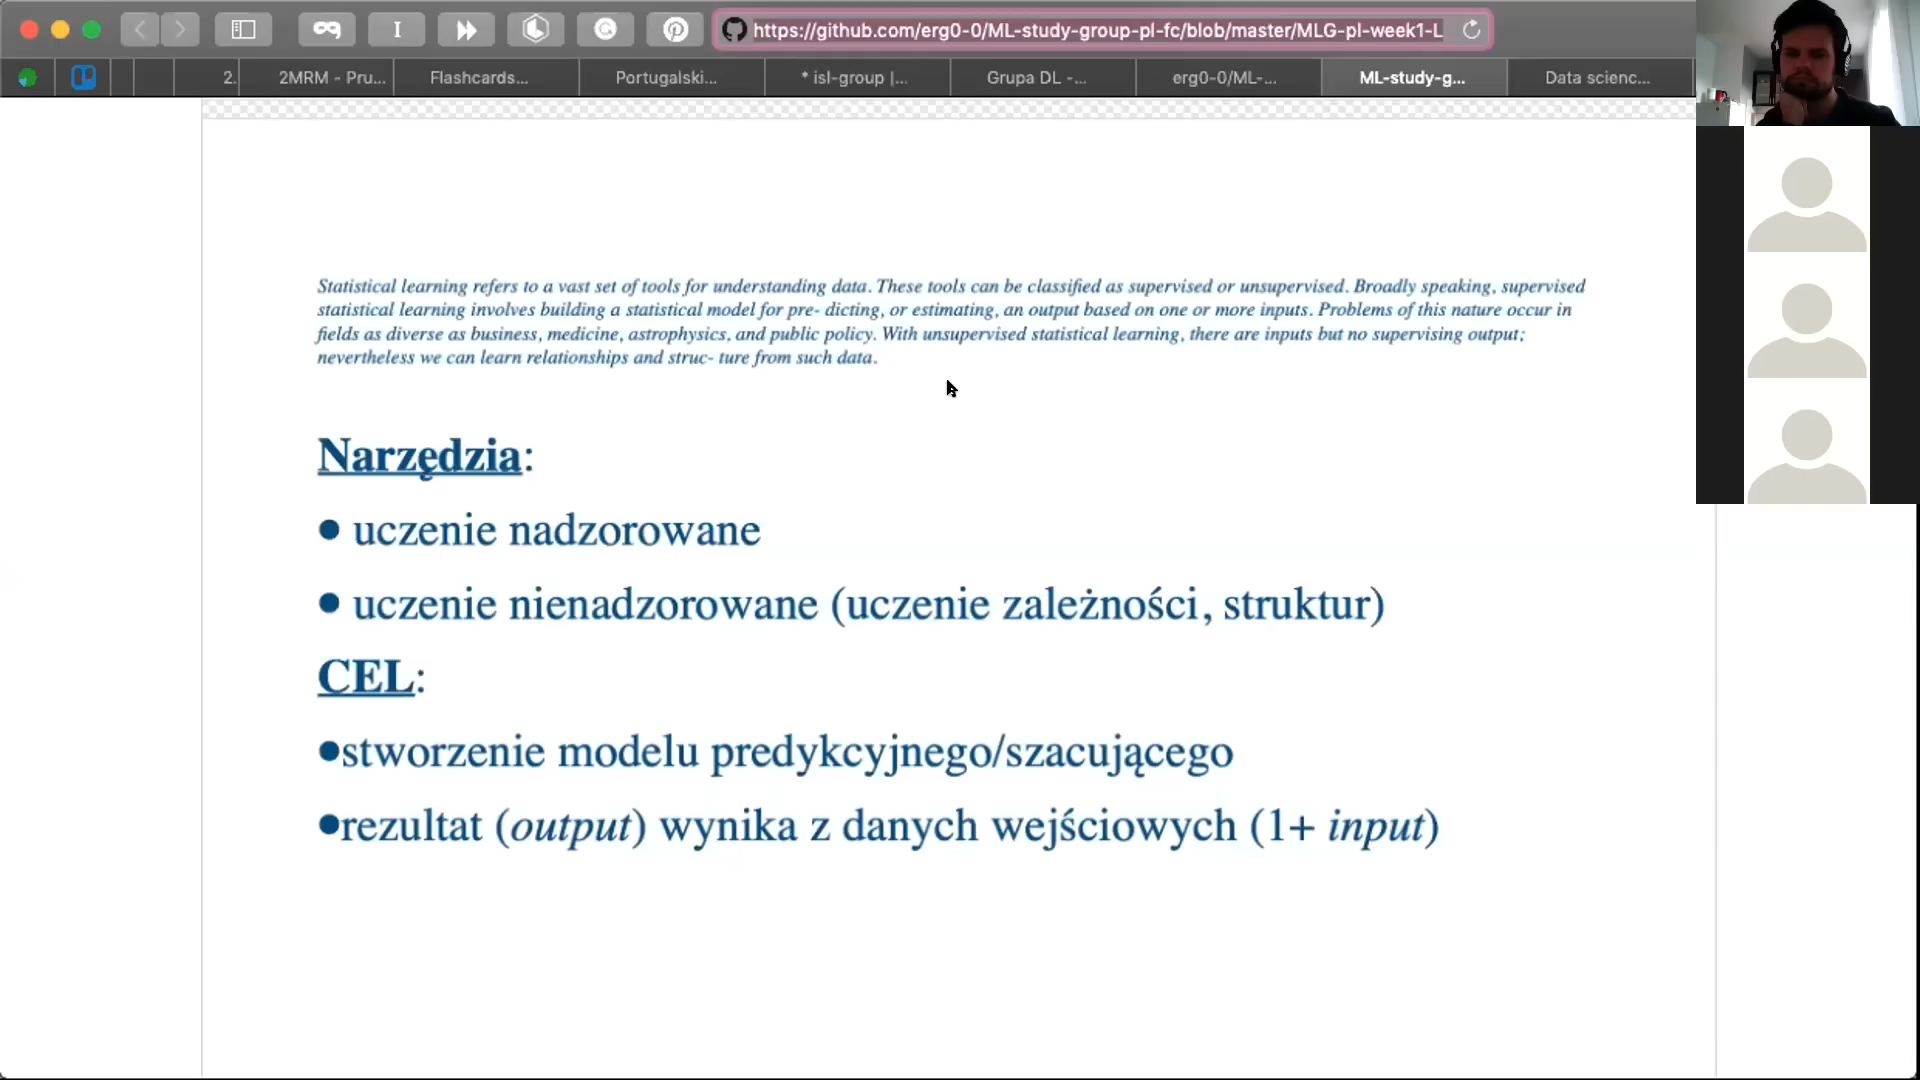 https://github.com/erg0-0/ML-study-group-pl-fc/blob/master/MLG-pl-week1-L
2.
2MRM - Pru...
Flashcards...
Portugalski...
* isl-group |...
Grupa DL -...
erg0-0/ML-...
ML-study-g...
Data scienc...
Statistical learning refers to a vast set of tools for understanding data. These tools can be classified as supervised or unsupervised. Broadly speaking, supervised
statistical learning involves building a statistical model for pre- dicting, or estimating, an output based on one or more inputs. Problems of this nature occur in
fields as diverse as business, medicine, astrophysics, and public policy. With unsupervised statistical learning, there are inputs but no supervising output;
nevertheless we can learn relationships and struc- ture from such data.
Narzędzia:
● uczenie nadzorowane
● uczenie nienadzorowane (uczenie zależności, struktur)
CEL:
●stworzenie modelu predykcyjnego/szacującego
●rezultat (output) wynika z danych wejściowych (1+ input)